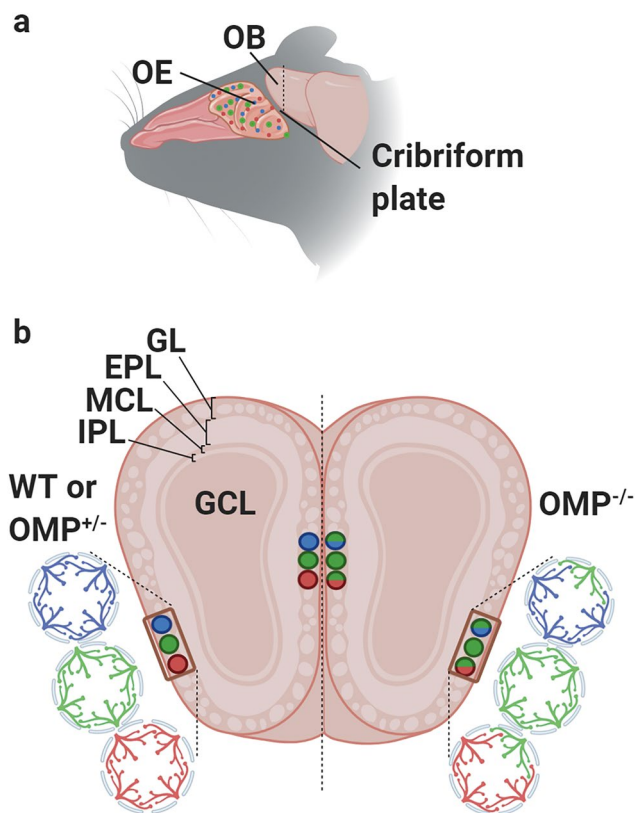 a
OB
OE
Cribriform
plate
b
GL
EPL
MCL
IPL
GCL
WT or
OMP+/-
OMP-/-